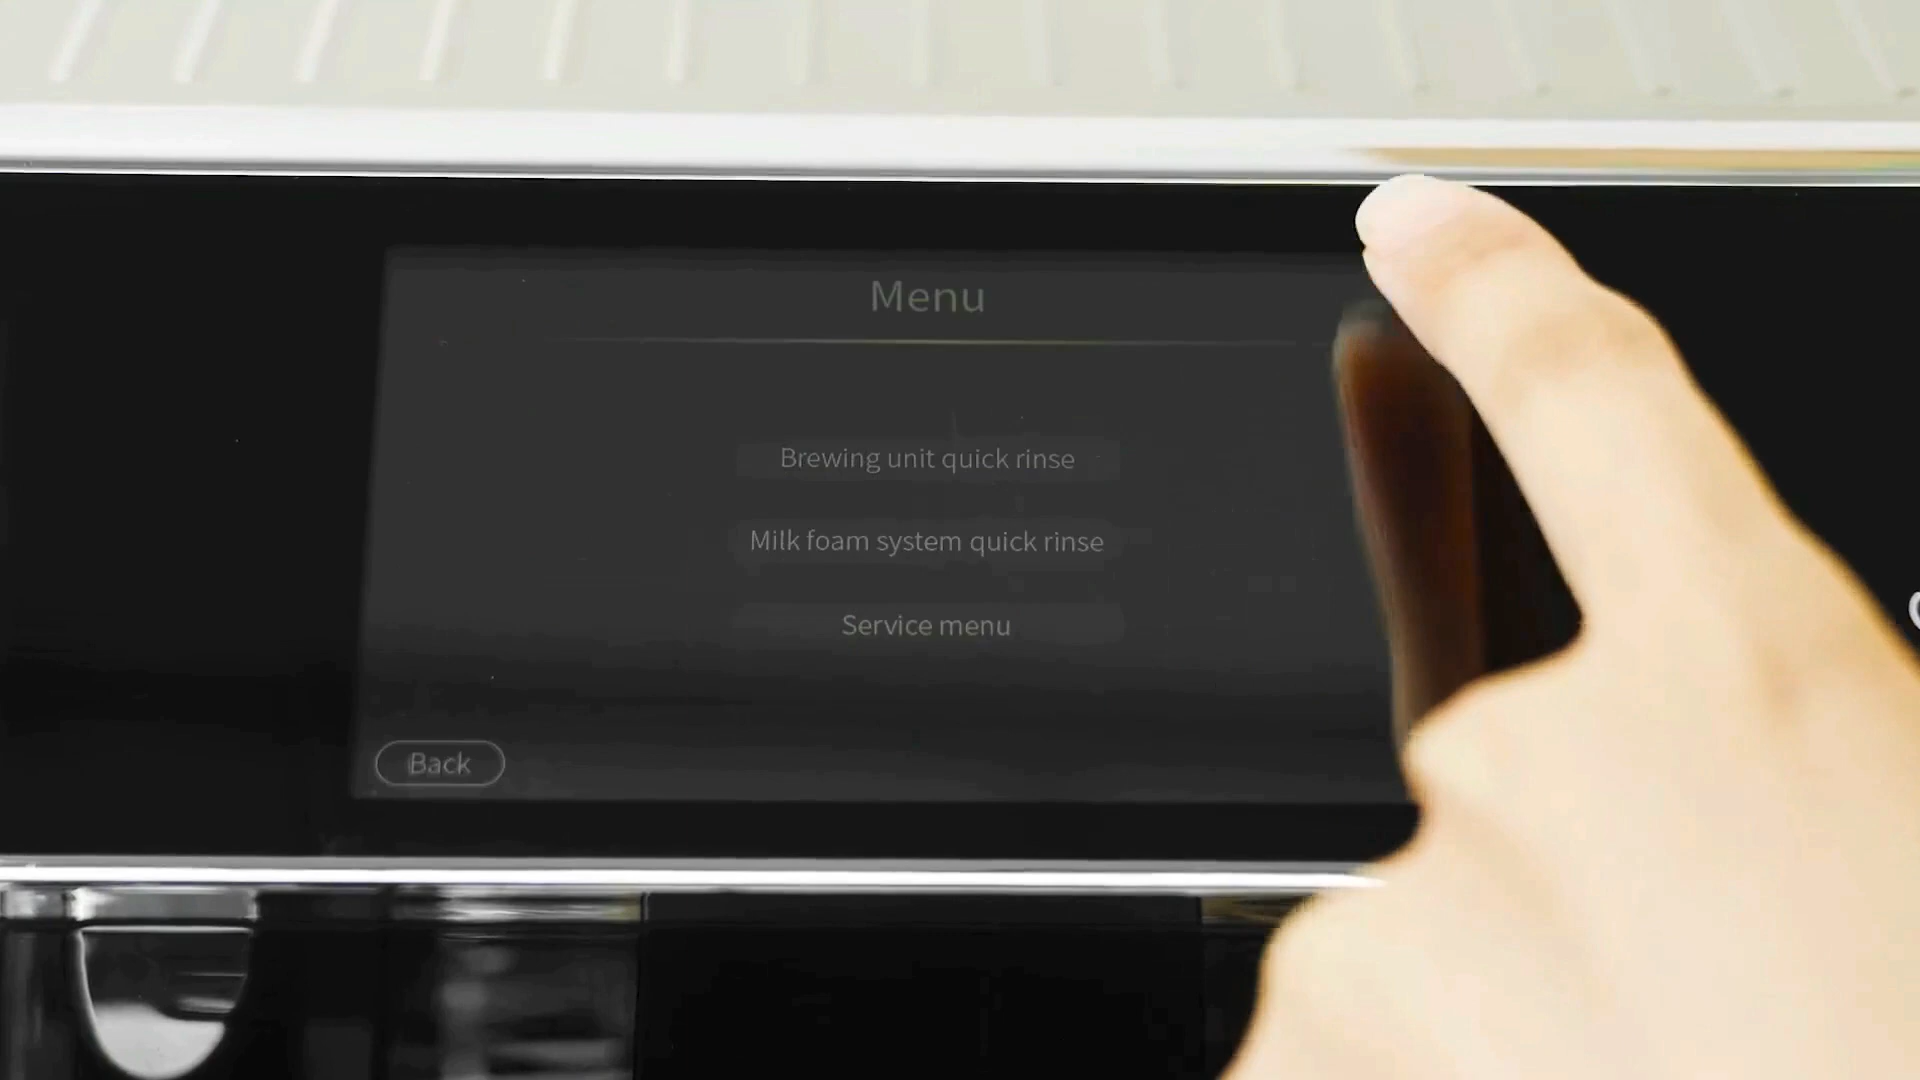 Menu
Brewing unit quick rinse
Milk foam system quick rinse
Service menu
Back